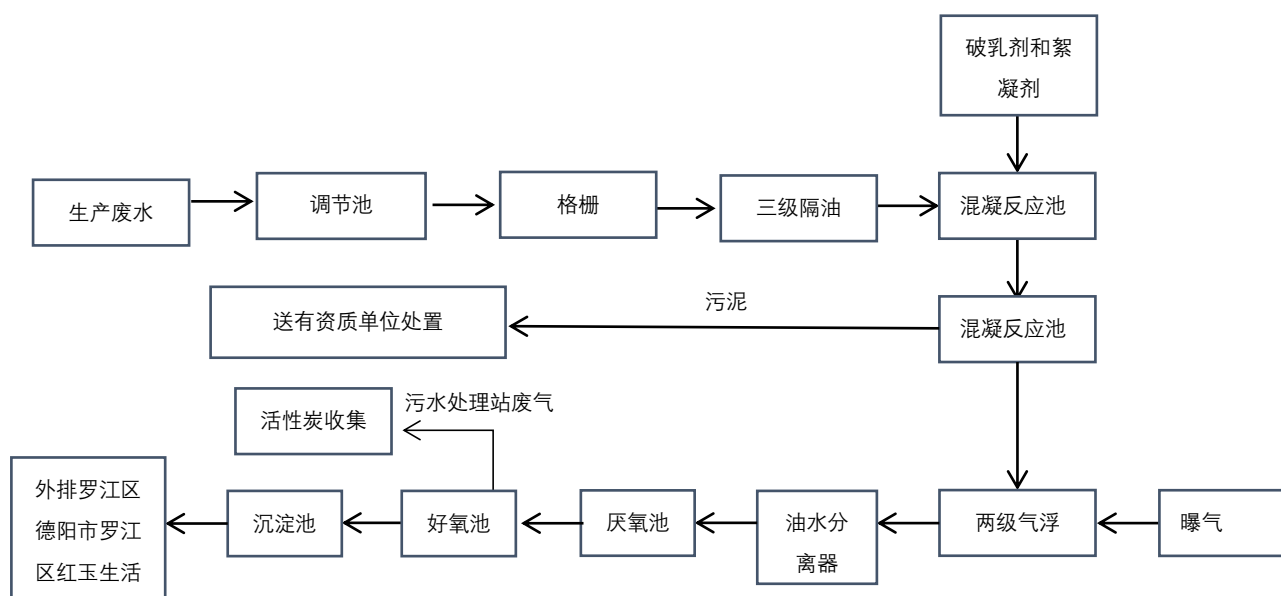 破乳剂和絮
凝剂
生产废水
调节池
格栅
三级隔油
混凝反应池
送有资质单位处置
污泥
混凝反应池
活性炭收集
污水处理站废气
外排罗江区
德阳市罗江
区红玉生活
沉淀池
好氧池
厌氧池
油水分
离器
两级气浮
曝气